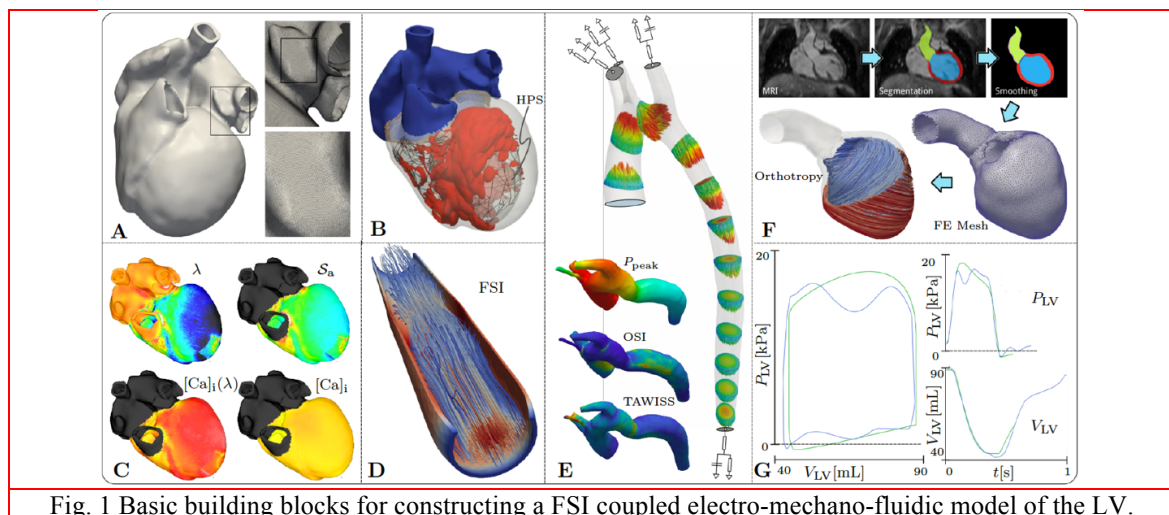 A
B
HPS
C
λ
𝒮a
[Ca]i(λ)
[Ca]i
D
FSI
E
Ppeak
OSI
TAWISS
MRI
Segmentation
Smoothing
Orthotropy
F
FE Mesh
20
PLV[kPa]
0
40
VLV[mL]
90
G
20
PLV[kPa]
0
PLV
90
VLV[mL]
40
VLV
0
t[s]
1
Fig. 1 Basic building blocks for constructing a FSI coupled electro-mechano-fluidic model of the LV.